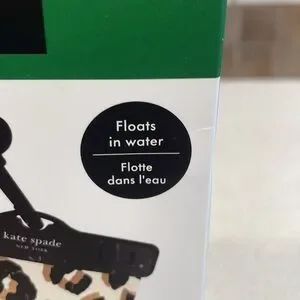 Floats
in water
Flotte
dans l'eau
kate spade
NEW YORK